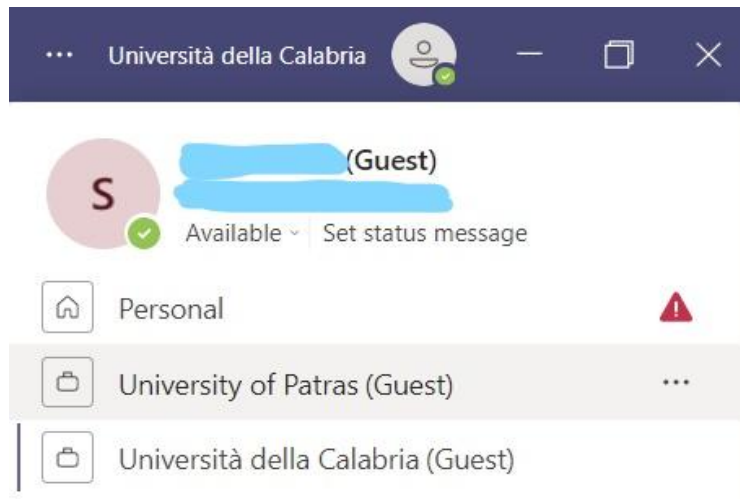 Università della Calabria
(Guest)
S
Available Set status message
Personal
University of Patras (Guest)
Università della Calabria (Guest)